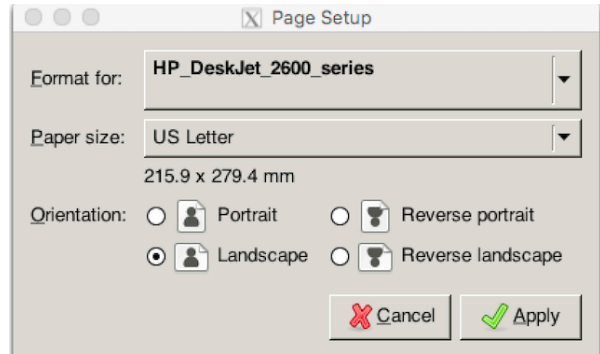 Page Setup
Format for: HP_DeskJet_2600_series
Paper size: US Letter
215.9 x 279.4 mm
Orientation: Portrait Reverse portrait
Landscape Reverse landscape
Cancel Apply